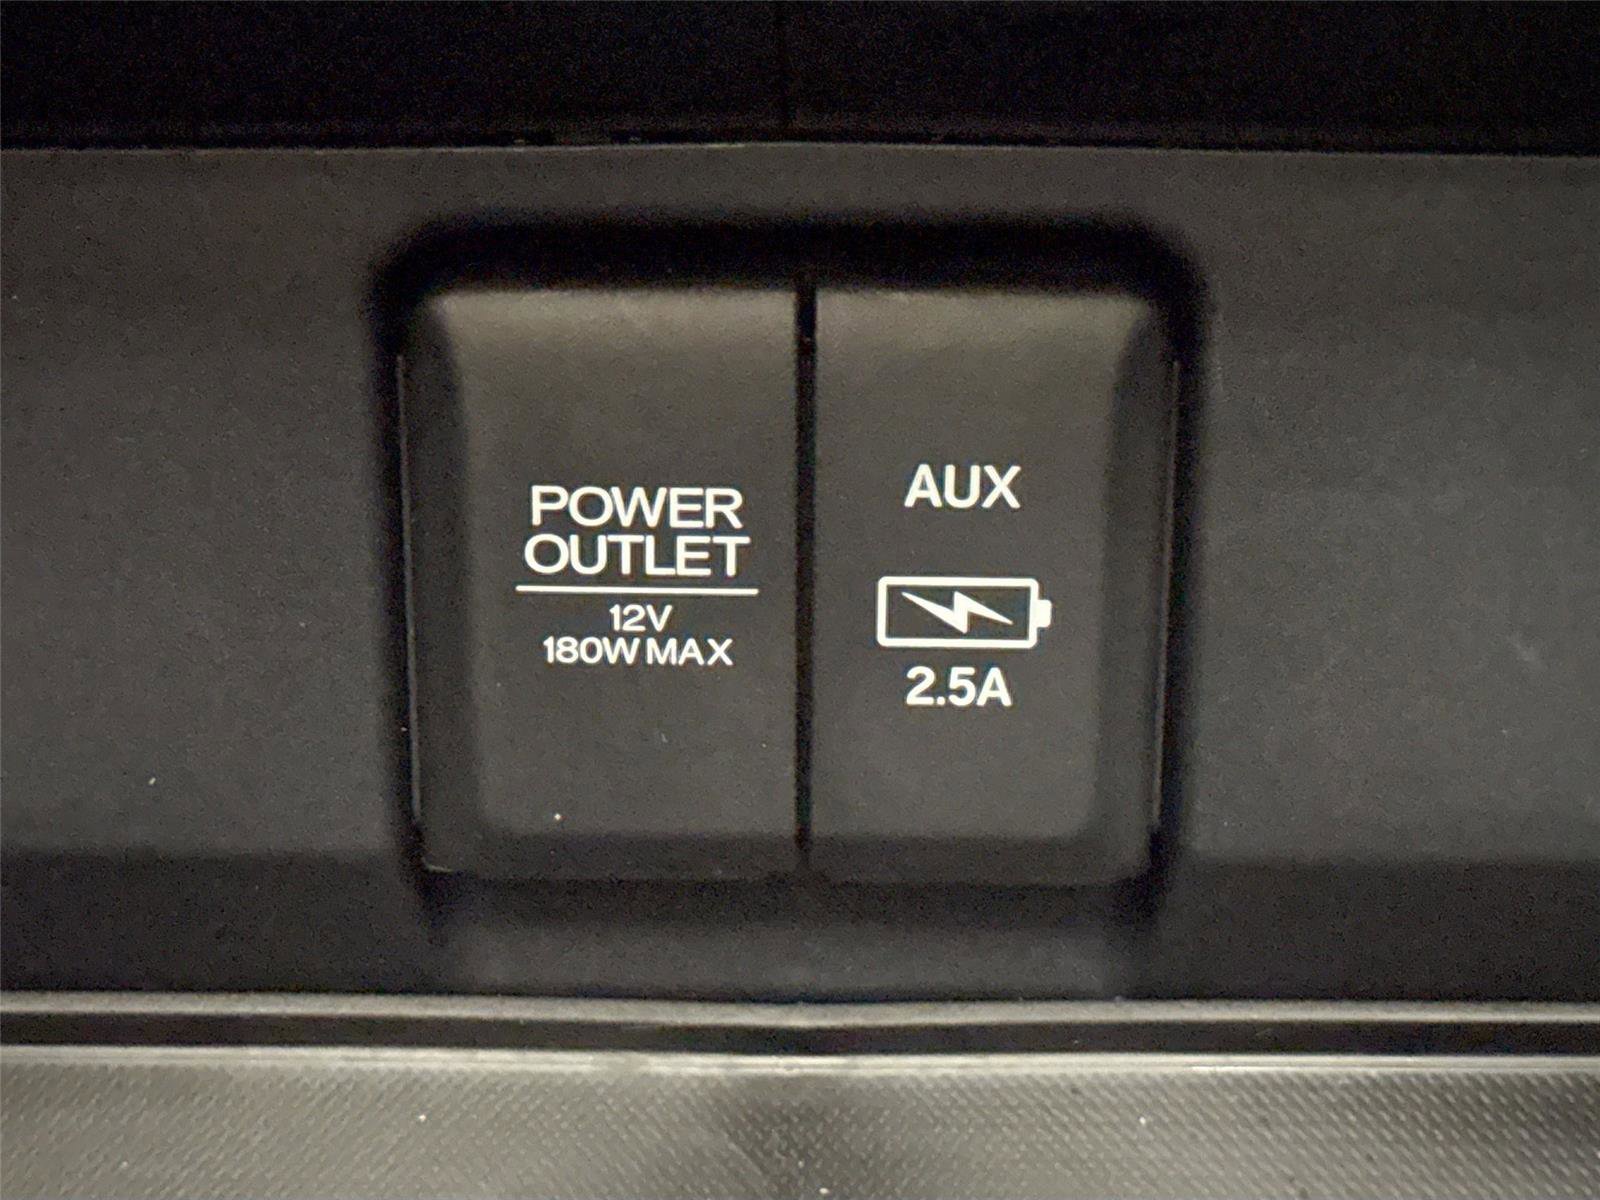 POWER
OUTLET
12V
180W MAX
AUX
2.5A